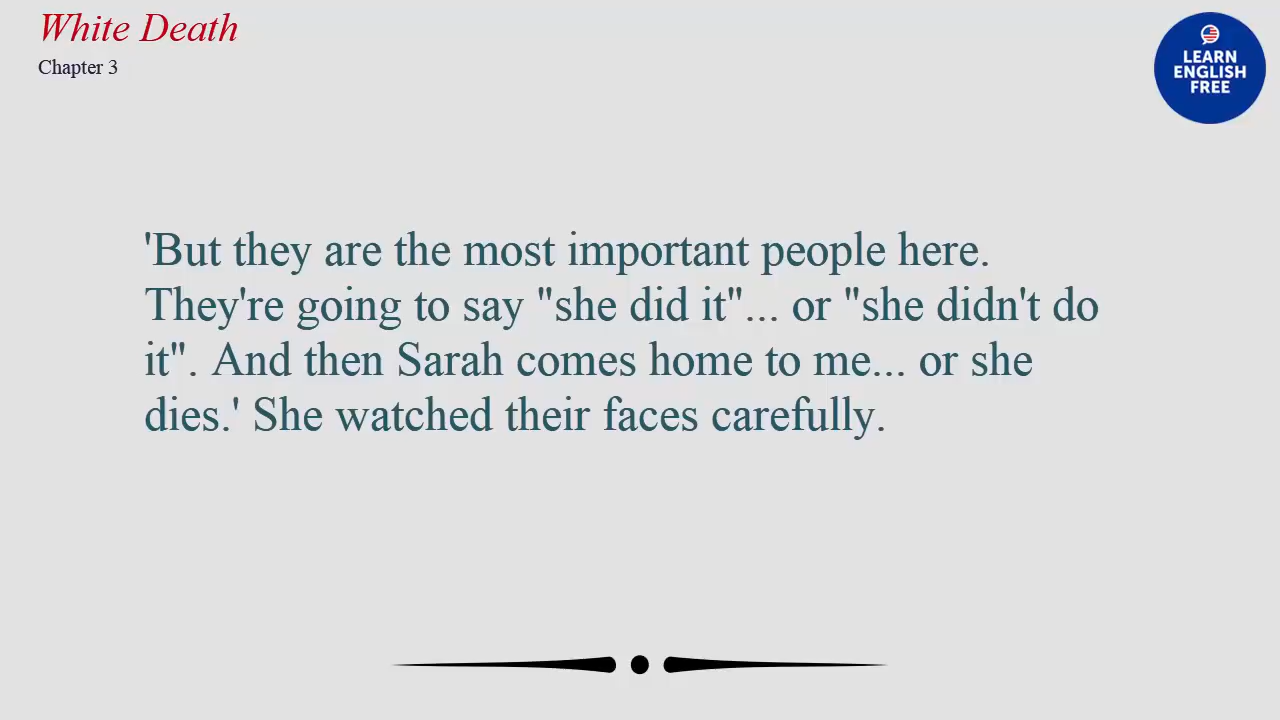 White Death
Chapter 3
LEARN
ENGLISH
FREE
'But they are the most important people here.
They're going to say "she did it"... or "she didn't do
it". And then Sarah comes home to me... or she
dies.' She watched their faces carefully.